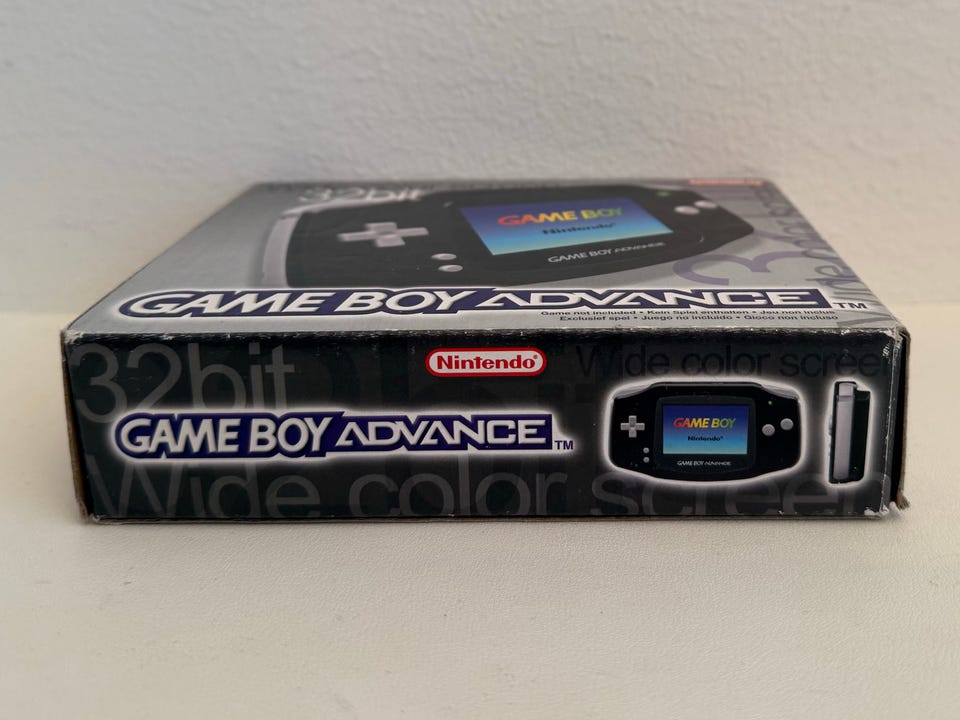 32bit
GAME BOY
Nintendo®
GAME BOY ADVANCE
GAME BOY ADVANCE™
Game not included • Kein Spiel enthalten • Jeu non inclus
Exclusief spel • Juego no incluido • Gioco non incluso
32bit
Nintendo®
Wide color screen
GAME BOY ADVANCE™
GAME BOY
Nintendo®
GAME BOY ADVANCE
Wide color screen